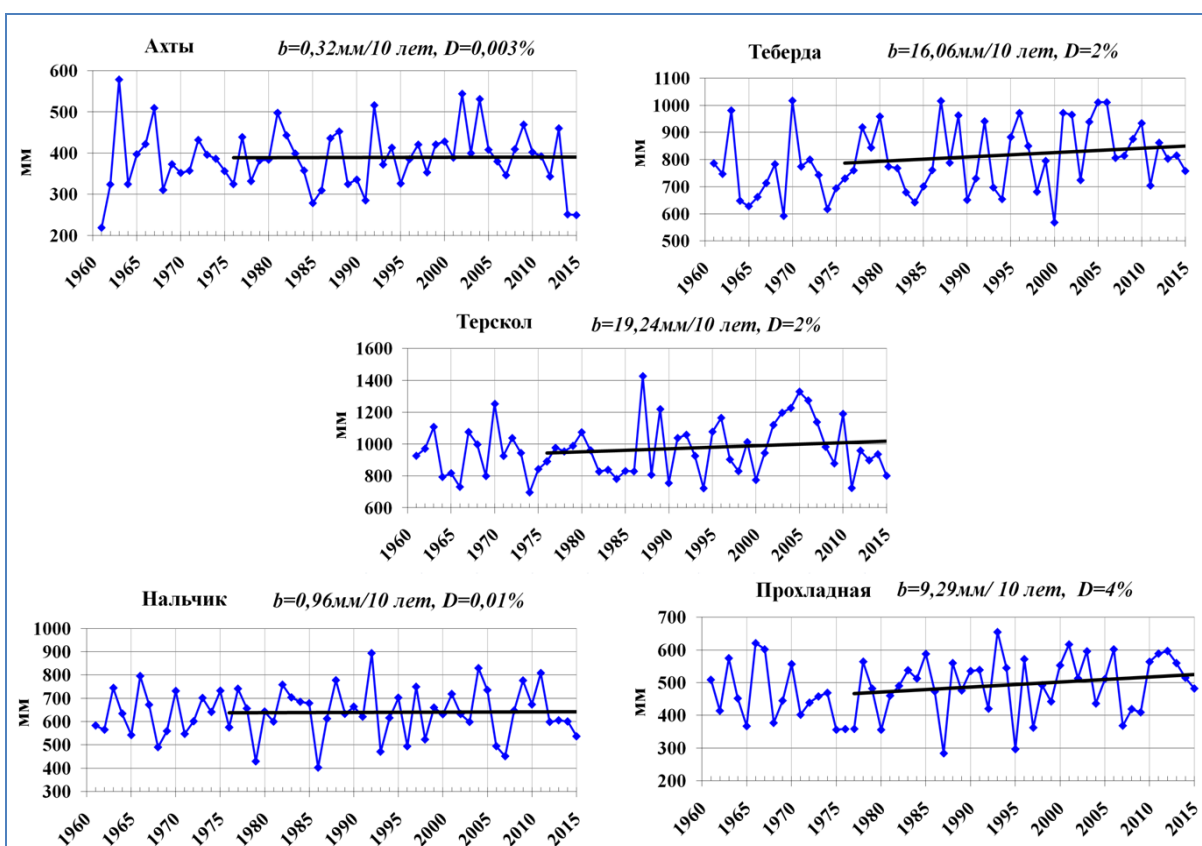 Ахты b=0,32мм/10 лет, D=0,003%
600
500
400
300
200
мм
1960 1965 1970 1975 1980 1985 1990 1995 2000 2005 2010 2015
Теберда b=16,06мм/10 лет, D=2%
1100
1000
900
800
700
600
500
мм
1960 1965 1970 1975 1980 1985 1990 1995 2000 2005 2010 2015
Терскол b=19,24мм/10 лет, D=2%
1600
1400
1200
1000
800
600
мм
1960 1965 1970 1975 1980 1985 1990 1995 2000 2005 2010 2015
Нальчик b=0,96мм/10 лет, D=0,01%
1000
900
800
700
600
500
400
300
мм
1960 1965 1970 1975 1980 1985 1990 1995 2000 2005 2010 2015
Прохладная b=9,29мм/ 10 лет, D=4%
700
600
500
400
300
200
мм
1960 1965 1970 1975 1980 1985 1990 1995 2000 2005 2010 2015